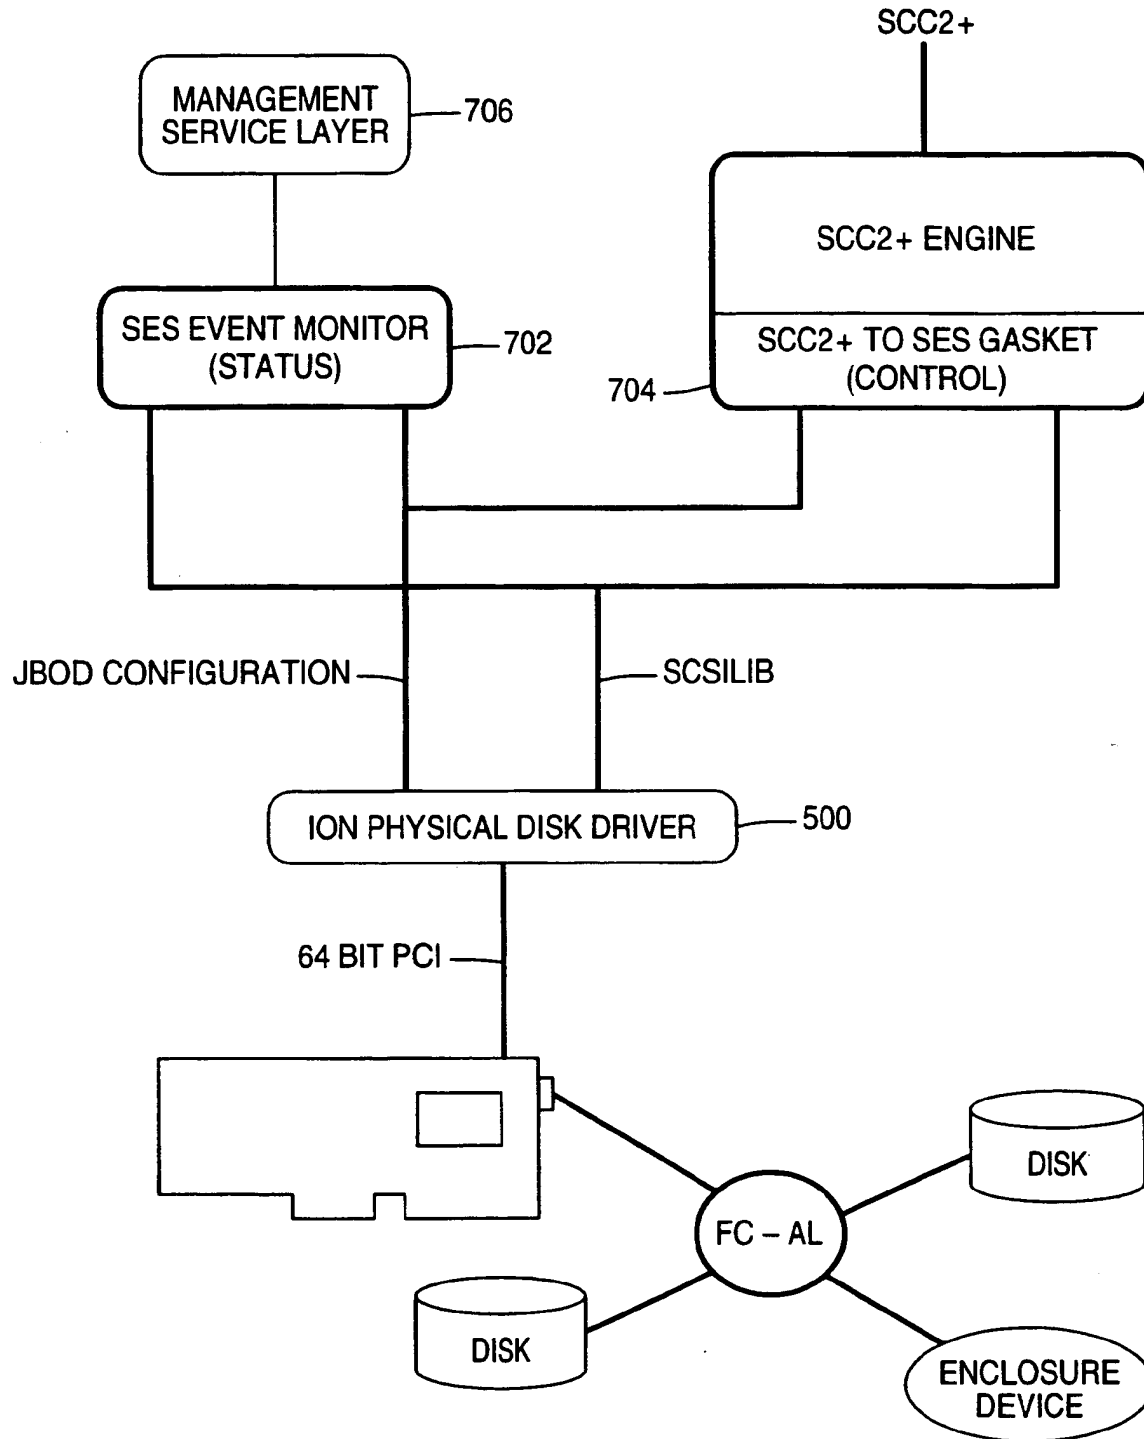 SCC2+
MANAGEMENT
SERVICE LAYER
706
SCC2+ ENGINE
SES EVENT MONITOR
(STATUS)
702
SCC2+ TO SES GASKET
(CONTROL)
704
JBOD CONFIGURATION
SCSILIB
ION PHYSICAL DISK DRIVER
500
64 BIT PCI
DISK
FC – AL
DISK
ENCLOSURE
DEVICE